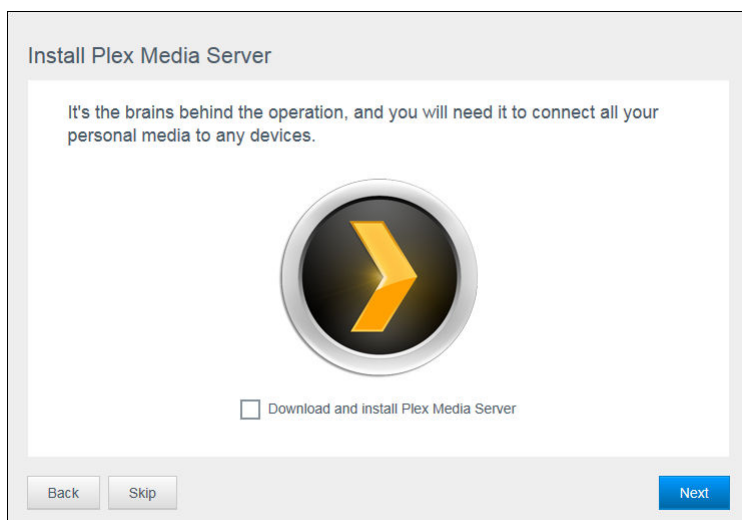 Install Plex Media Server
It's the brains behind the operation, and you will need it to connect all your
personal media to any devices.
Download and install Plex Media Server
Back
Skip
Next